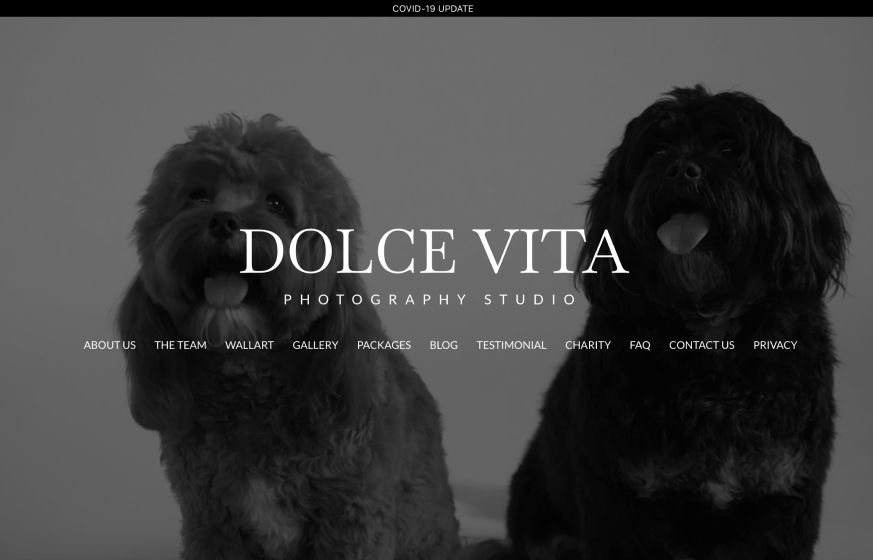 COVID-19 UPDATE
DOLCE VITA
PHOTOGRAPHY STUDIO
ABOUT US THE TEAM WALLART GALLERY PACKAGES BLOG TESTIMONIAL CHARITY FAQ CONTACT US PRIVACY